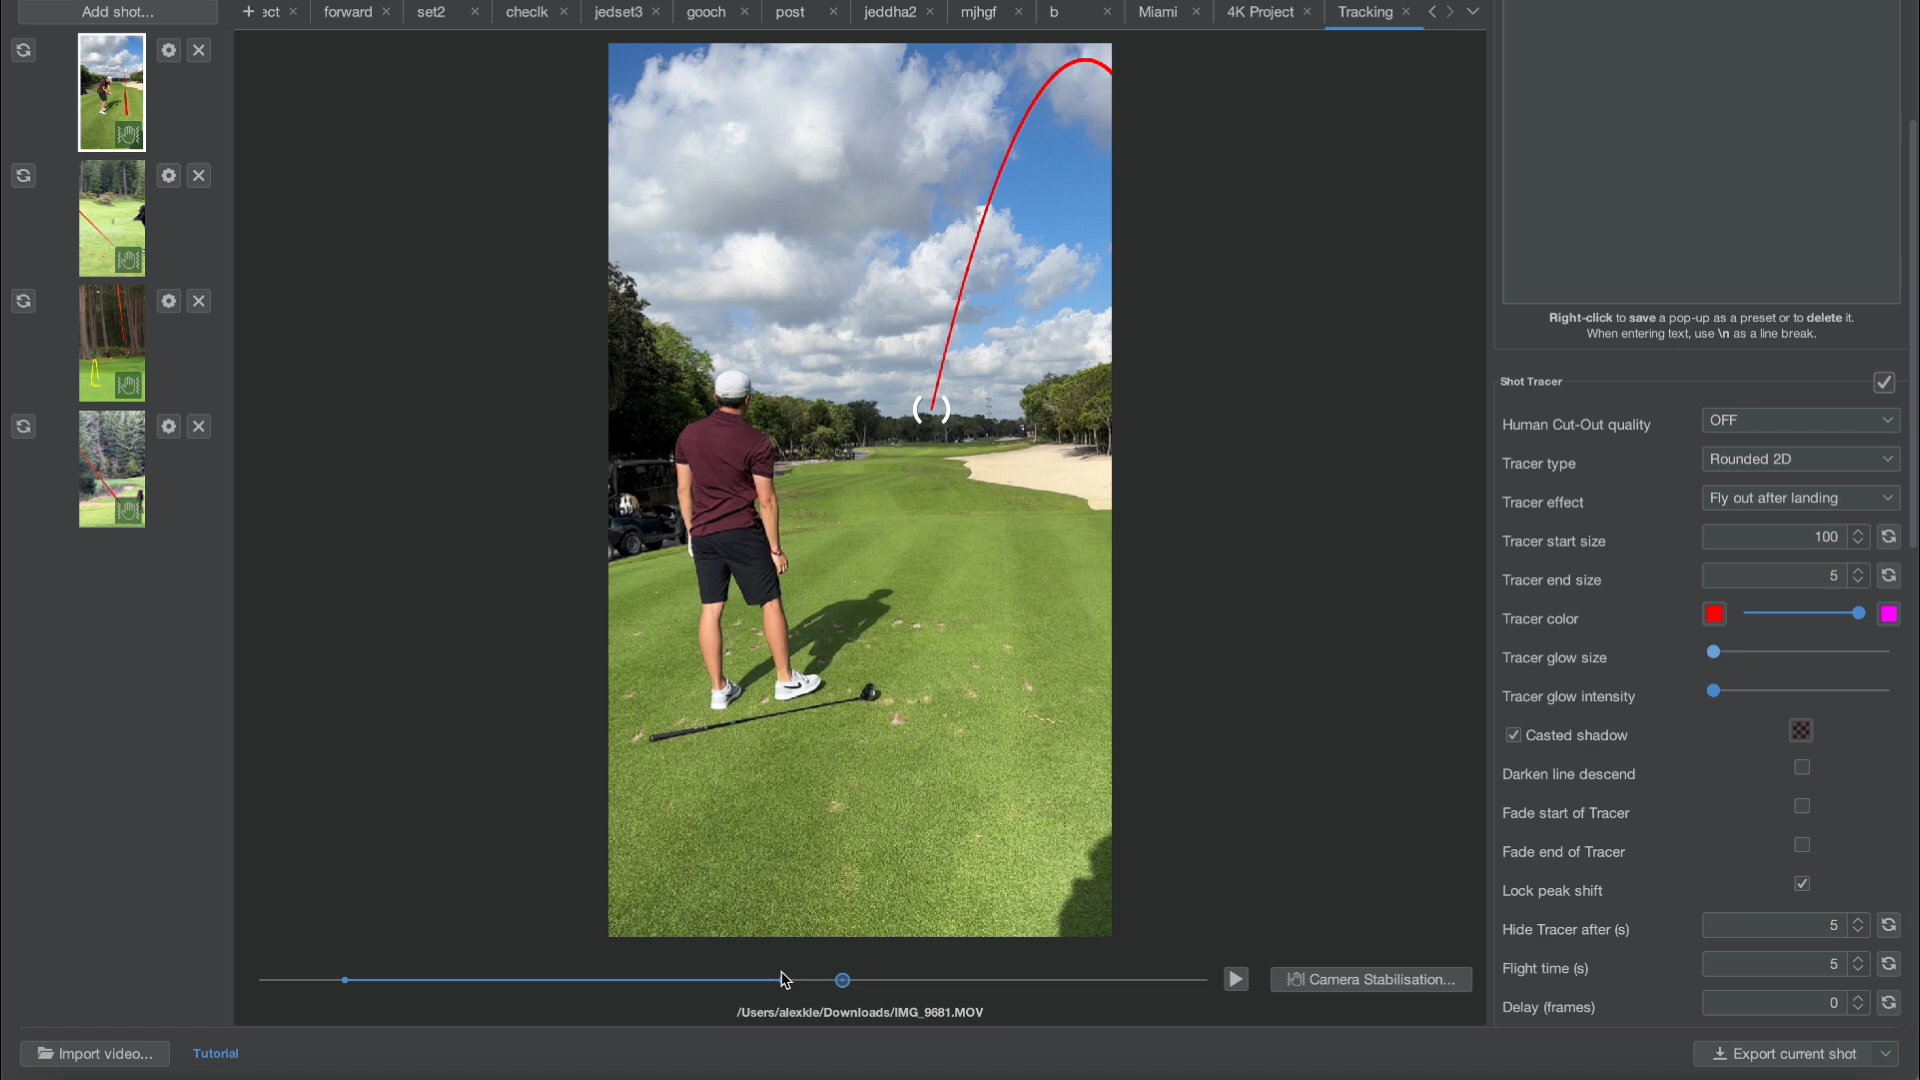 Add shot...
ect
forward
set2
checlk
jedset3
gooch
post
jeddha2
mjhgf
b
Miami
4K Project
Tracking
Right-click to save a pop-up as a preset or to delete it.
When entering text, use \n as a line break.
Shot Tracer
Human Cut-Out quality
OFF
Tracer type
Rounded 2D
Tracer effect
Fly out after landing
Tracer start size
100
Tracer end size
5
Tracer color
Tracer glow size
Tracer glow intensity
Casted shadow
Darken line descend
Fade start of Tracer
Fade end of Tracer
Lock peak shift
Hide Tracer after (s)
5
Flight time (s)
5
Delay (frames)
0
Camera Stabilisation...
/Users/alexkle/Downloads/IMG_9681.MOV
Import video...
Tutorial
Export current shot